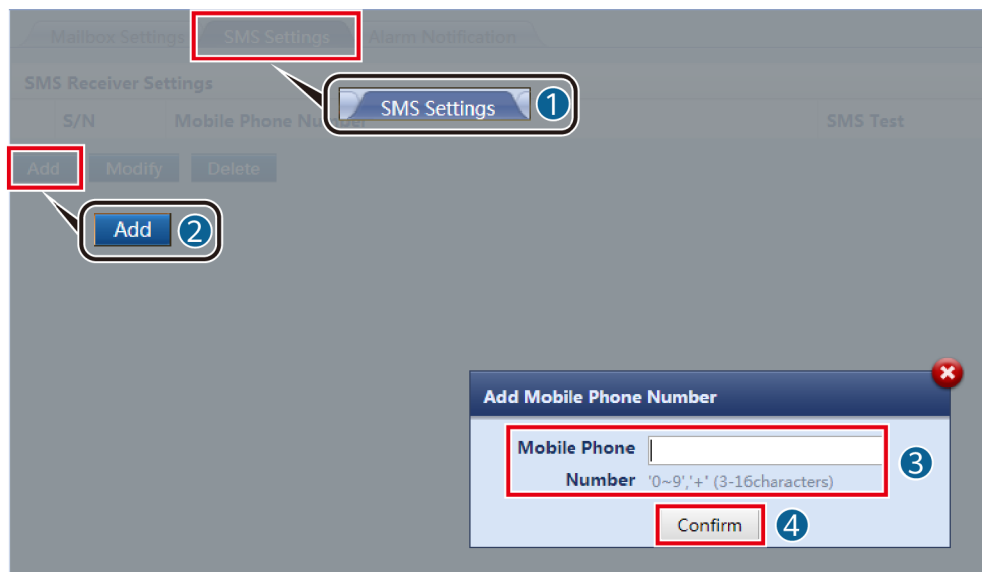 Mailbox Settings SMS Settings Alarm Notification
SMS Receiver Settings
SMS Settings 1
S/N Mobile Phone Number SMS Test
Add Modify Delete
Add 2
Add Mobile Phone Number
Mobile Phone
Number '0~9','+' (3-16characters)
3
Confirm 4